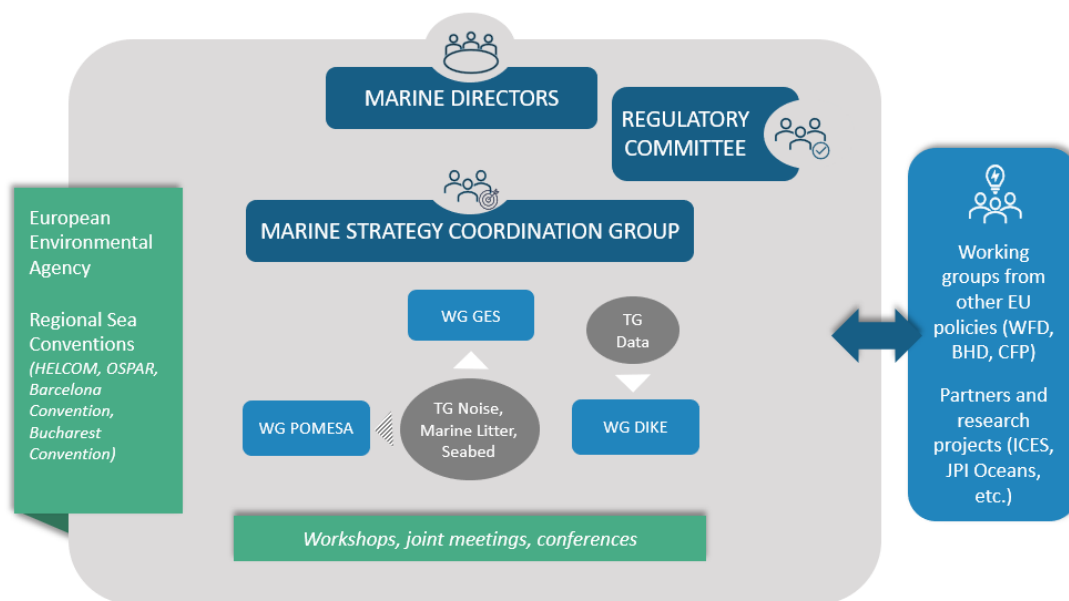 MARINE DIRECTORS
REGULATORY
COMMITTEE
MARINE STRATEGY COORDINATION GROUP
European
Environmental
Agency
Regional Sea
Conventions
(HELCOM, OSPAR,
Barcelona
Convention,
Bucharest
Convention)
WG GES
TG
Data
WG POMESA
TG Noise,
Marine Litter,
Seabed
WG DIKE
Workshops, joint meetings, conferences
Working
groups from
other EU
policies (WFD,
BHD, CFP)
Partners and
research
projects (ICES,
JPI Oceans,
etc.)